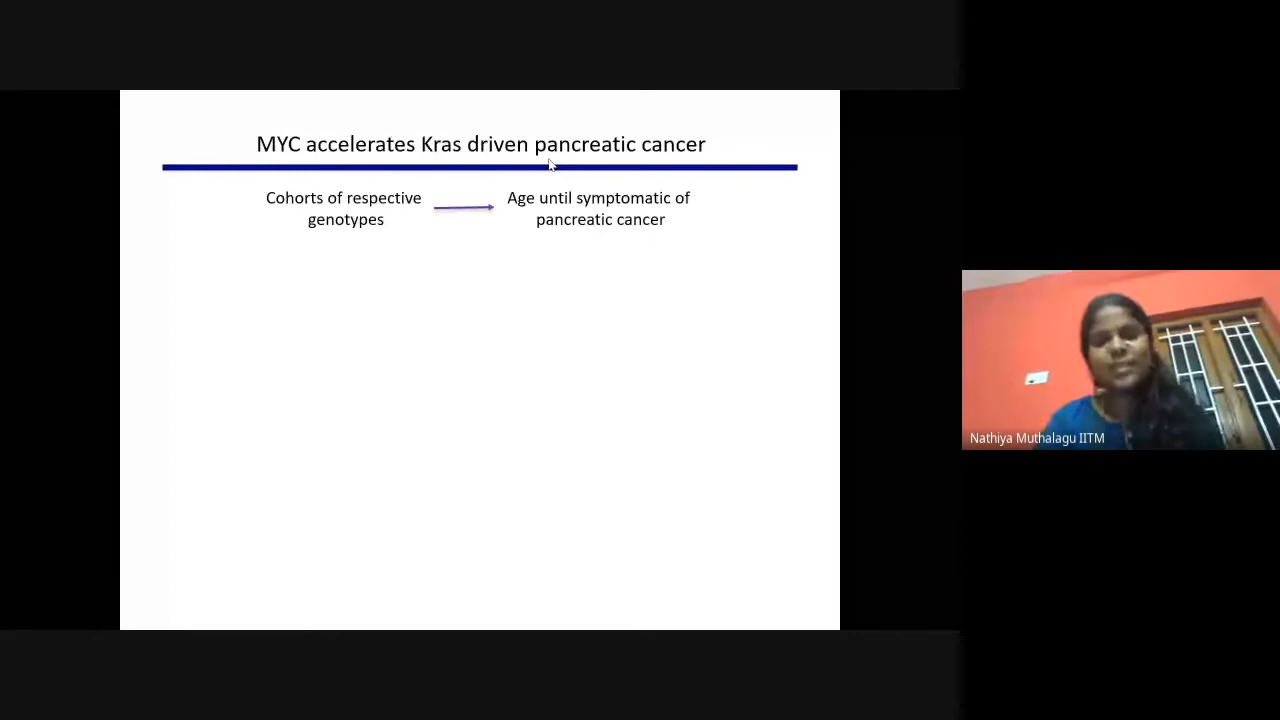 MYC accelerates Kras driven pancreatic cancer
Cohorts of respective
genotypes
Age until symptomatic of
pancreatic cancer
Nathiya Muthalagu IITM